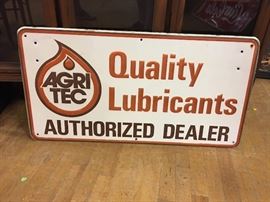 AGRI
TEC
Quality
Lubricants
AUTHORIZED DEALER